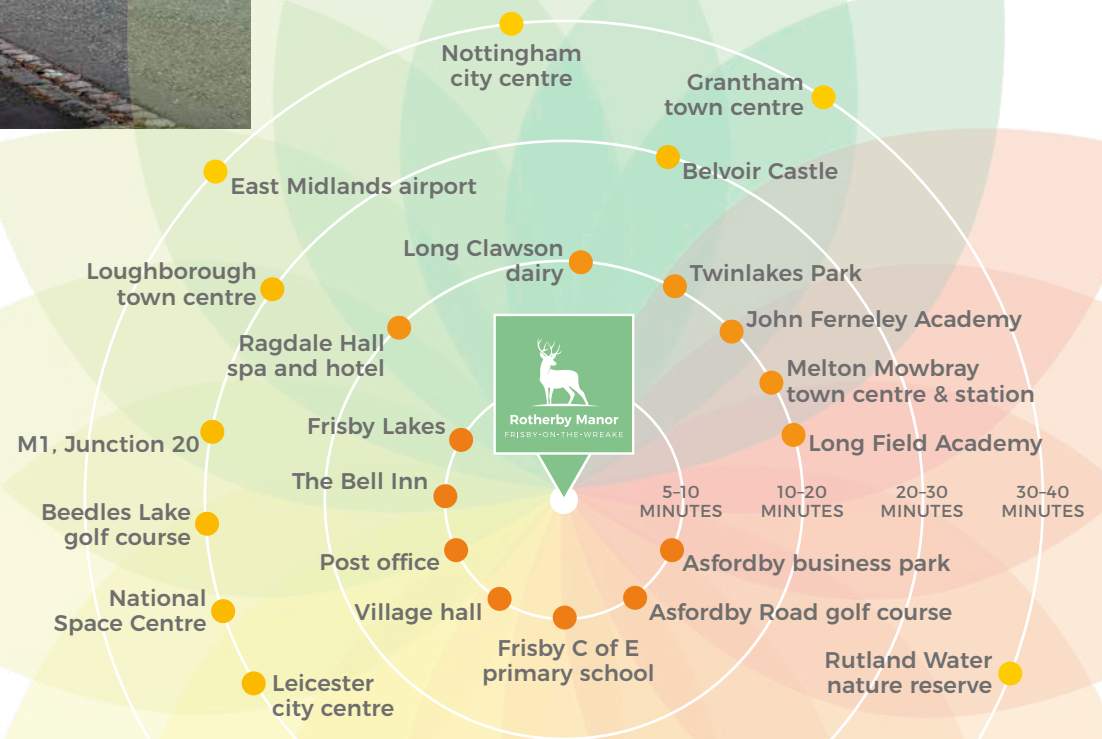 Nottingham
city centre
Grantham
town centre
Belvoir Castle
East Midlands airport
Long Clawson
dairy
Loughborough
town centre
Twinlakes Park
John Ferneley Academy
Ragdale Hall
spa and hotel
Melton Mowbray
town centre & station
Rotherby Manor
FRISBY-ON-THE-WREAKE
Frisby Lakes
M1, Junction 20
Long Field Academy
The Bell Inn
5–10
MINUTES
10–20
MINUTES
20–30
MINUTES
30–40
MINUTES
Beedles Lake
golf course
Post office
Asfordby business park
National
Space Centre
Village hall
Asfordby Road golf course
Frisby C of E
primary school
Rutland Water
nature reserve
Leicester
city centre